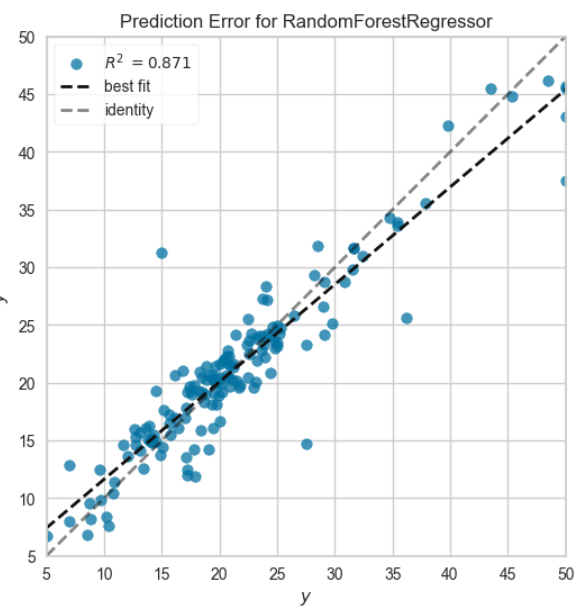 Prediction Error for RandomForestRegressor
R² = 0.871
best fit
identity
50
45
40
35
30
25
20
15
10
5
5 10 15 20 25 30 35 40 45 50
y